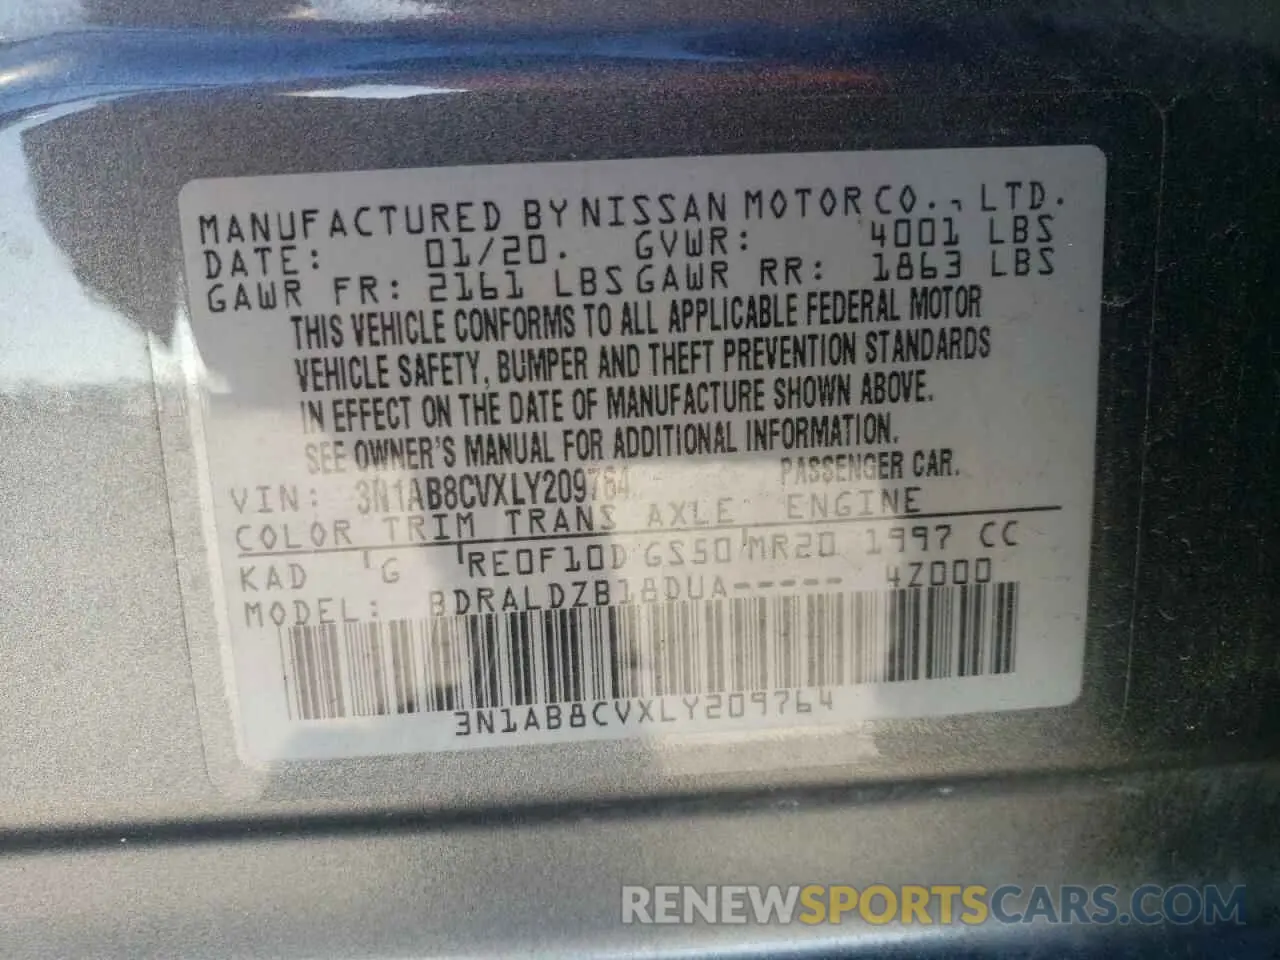 MANUFACTURED BY NISSAN MOTOR CO., LTD.
DATE: 01/20. GVWR: 4001 LBS
GAWR FR: 2161 LBS GAWR RR: 1863 LBS
THIS VEHICLE CONFORMS TO ALL APPLICABLE FEDERAL MOTOR
VEHICLE SAFETY, BUMPER AND THEFT PREVENTION STANDARDS
IN EFFECT ON THE DATE OF MANUFACTURE SHOWN ABOVE.
SEE OWNER'S MANUAL FOR ADDITIONAL INFORMATION.
VIN: 3N1AB8CVXLY209764 PASSENGER CAR.
COLOR TRIM TRANS AXLE ENGINE
KAD G RE0F10D GS50 MR20 1997 CC
MODEL: BDRALDZB18DUA----- 4Z000
3N1AB8CVXLY209764
RENEWSPORTSCARS.COM